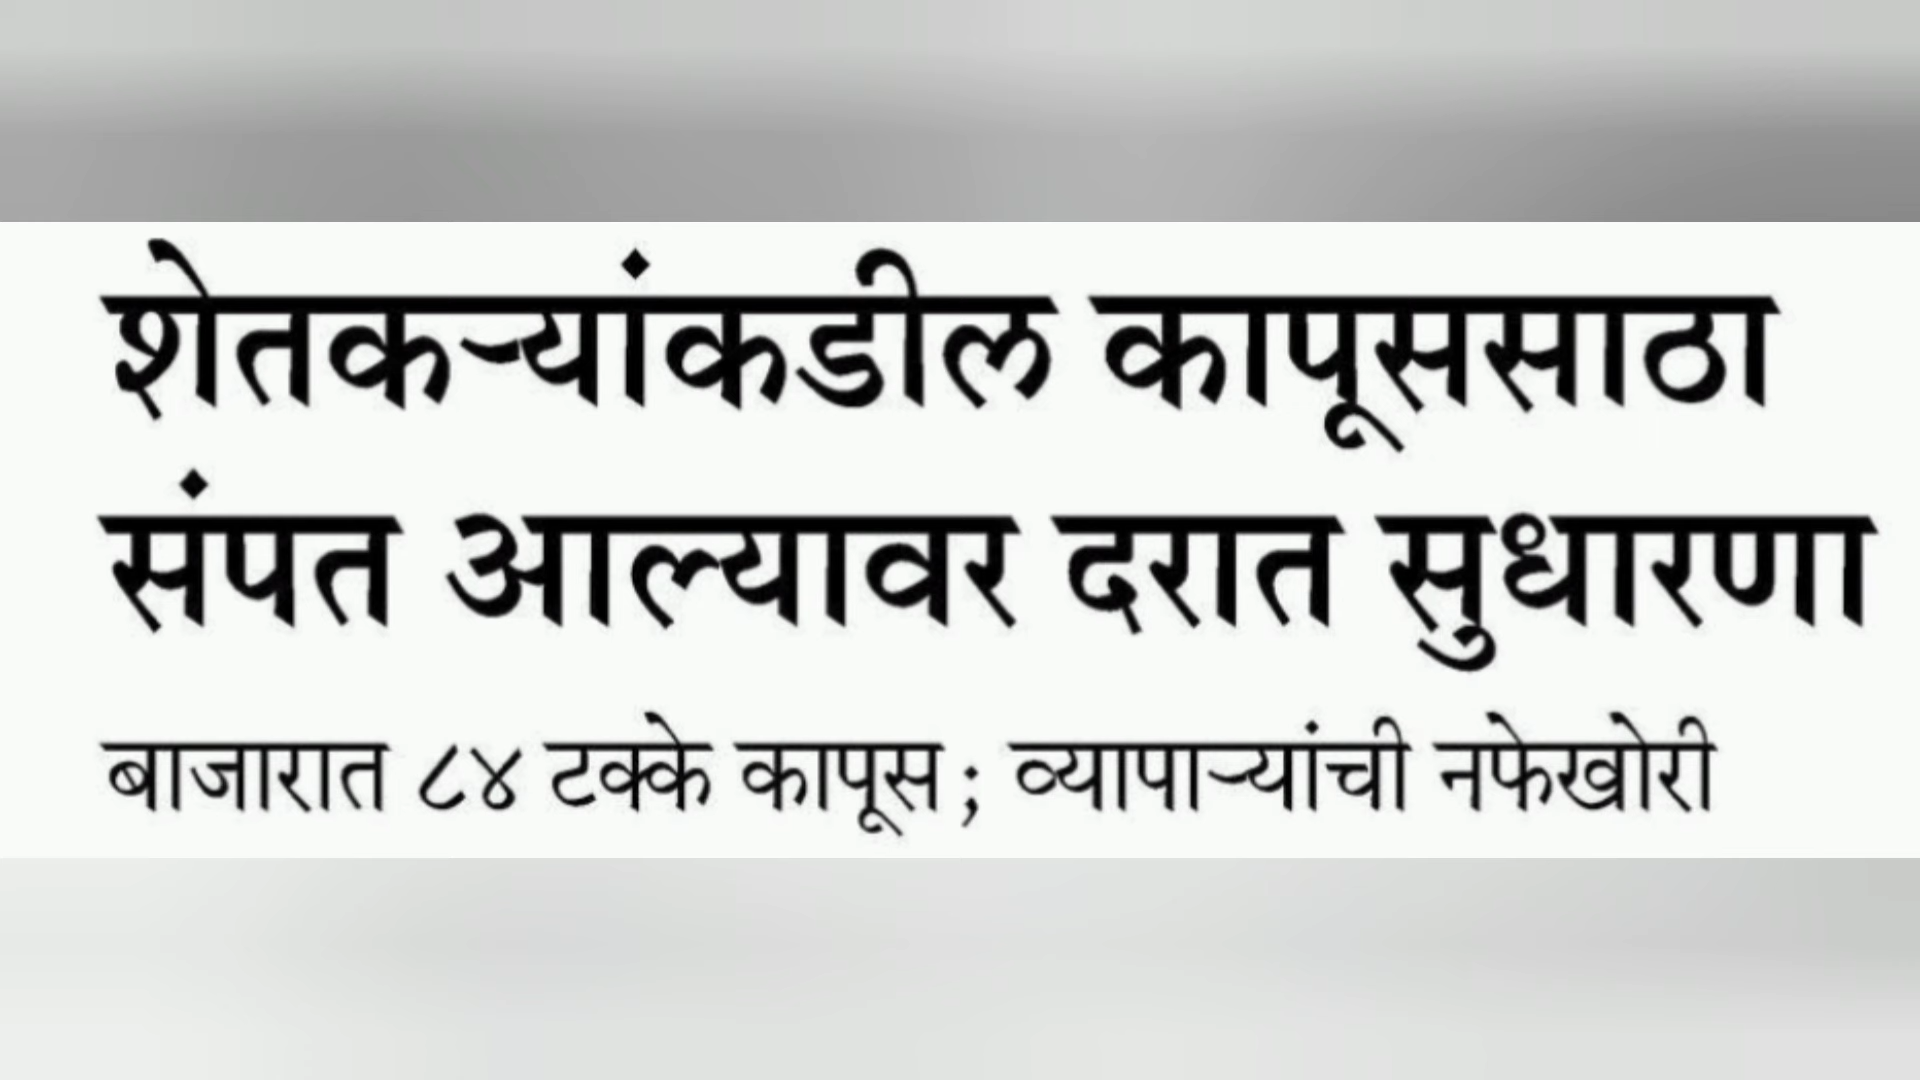 शेतकऱ्यांकडील कापूससाठा
संपत आल्यावर दरात सुधारणा
बाजारात ८४ टक्के कापूस ; व्यापाऱ्यांची नफेखोरी